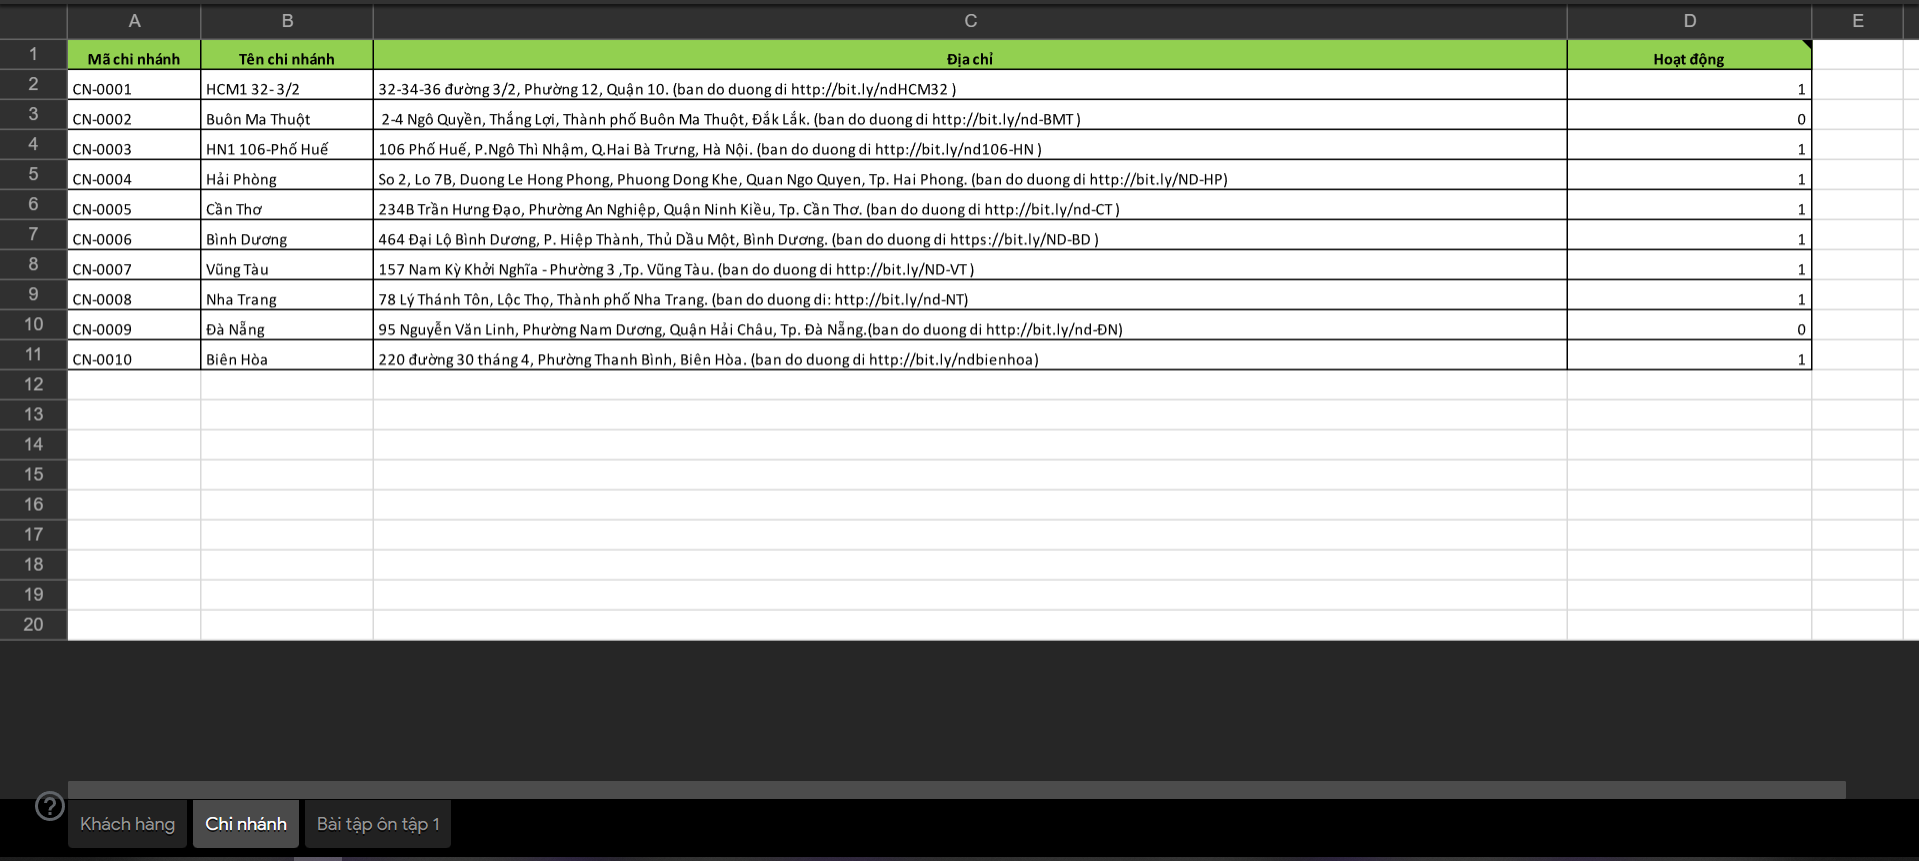 A B C D E
1 Mã chi nhánh Tên chi nhánh Địa chỉ Hoạt động
2 CN-0001 HCM1 32- 3/2 32-34-36 đường 3/2, Phường 12, Quận 10. (ban do duong di http://bit.ly/ndHCM32 ) 1
3 CN-0002 Buôn Ma Thuột 2-4 Ngô Quyền, Thắng Lợi, Thành phố Buôn Ma Thuột, Đắk Lắk. (ban do duong di http://bit.ly/nd-BMT ) 0
4 CN-0003 HN1 106-Phố Huế 106 Phố Huế, P.Ngô Thì Nhậm, Q.Hai Bà Trưng, Hà Nội. (ban do duong di http://bit.ly/nd106-HN ) 1
5 CN-0004 Hải Phòng So 2, Lo 7B, Duong Le Hong Phong, Phuong Dong Khe, Quan Ngo Quyen, Tp. Hai Phong. (ban do duong di http://bit.ly/ND-HP) 1
6 CN-0005 Cần Thơ 234B Trần Hưng Đạo, Phường An Nghiệp, Quận Ninh Kiều, Tp. Cần Thơ. (ban do duong di http://bit.ly/nd-CT ) 1
7 CN-0006 Bình Dương 464 Đại Lộ Bình Dương, P. Hiệp Thành, Thủ Dầu Một, Bình Dương. (ban do duong di https://bit.ly/ND-BD ) 1
8 CN-0007 Vũng Tàu 157 Nam Kỳ Khởi Nghĩa - Phường 3 ,Tp. Vũng Tàu. (ban do duong di http://bit.ly/ND-VT ) 1
9 CN-0008 Nha Trang 78 Lý Thánh Tôn, Lộc Thọ, Thành phố Nha Trang. (ban do duong di: http://bit.ly/nd-NT) 1
10 CN-0009 Đà Nẵng 95 Nguyễn Văn Linh, Phường Nam Dương, Quận Hải Châu, Tp. Đà Nẵng.(ban do duong di http://bit.ly/nd-ĐN) 0
11 CN-0010 Biên Hòa 220 đường 30 tháng 4, Phường Thanh Bình, Biên Hòa. (ban do duong di http://bit.ly/ndbienhoa) 1
12
13
14
15
16
17
18
19
20
? Khách hàng Chi nhánh Bài tập ôn tập 1